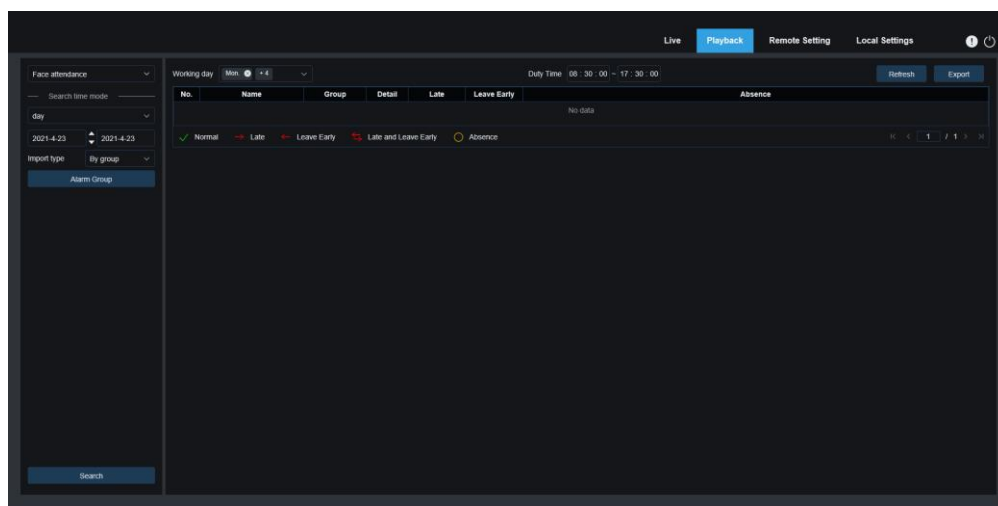 Live Playback Remote Setting Local Settings
Face attendance
Search time mode
day
2021-4-23 2021-4-23
Import type By group
Alarm Group
Search
Working day Mon. +4 Duty Time 08 : 30 : 00 ~ 17 : 30 : 00 Refresh Export
No. Name Group Detail Late Leave Early Absence
No data
Normal Late Leave Early Late and Leave Early Absence 1 / 1